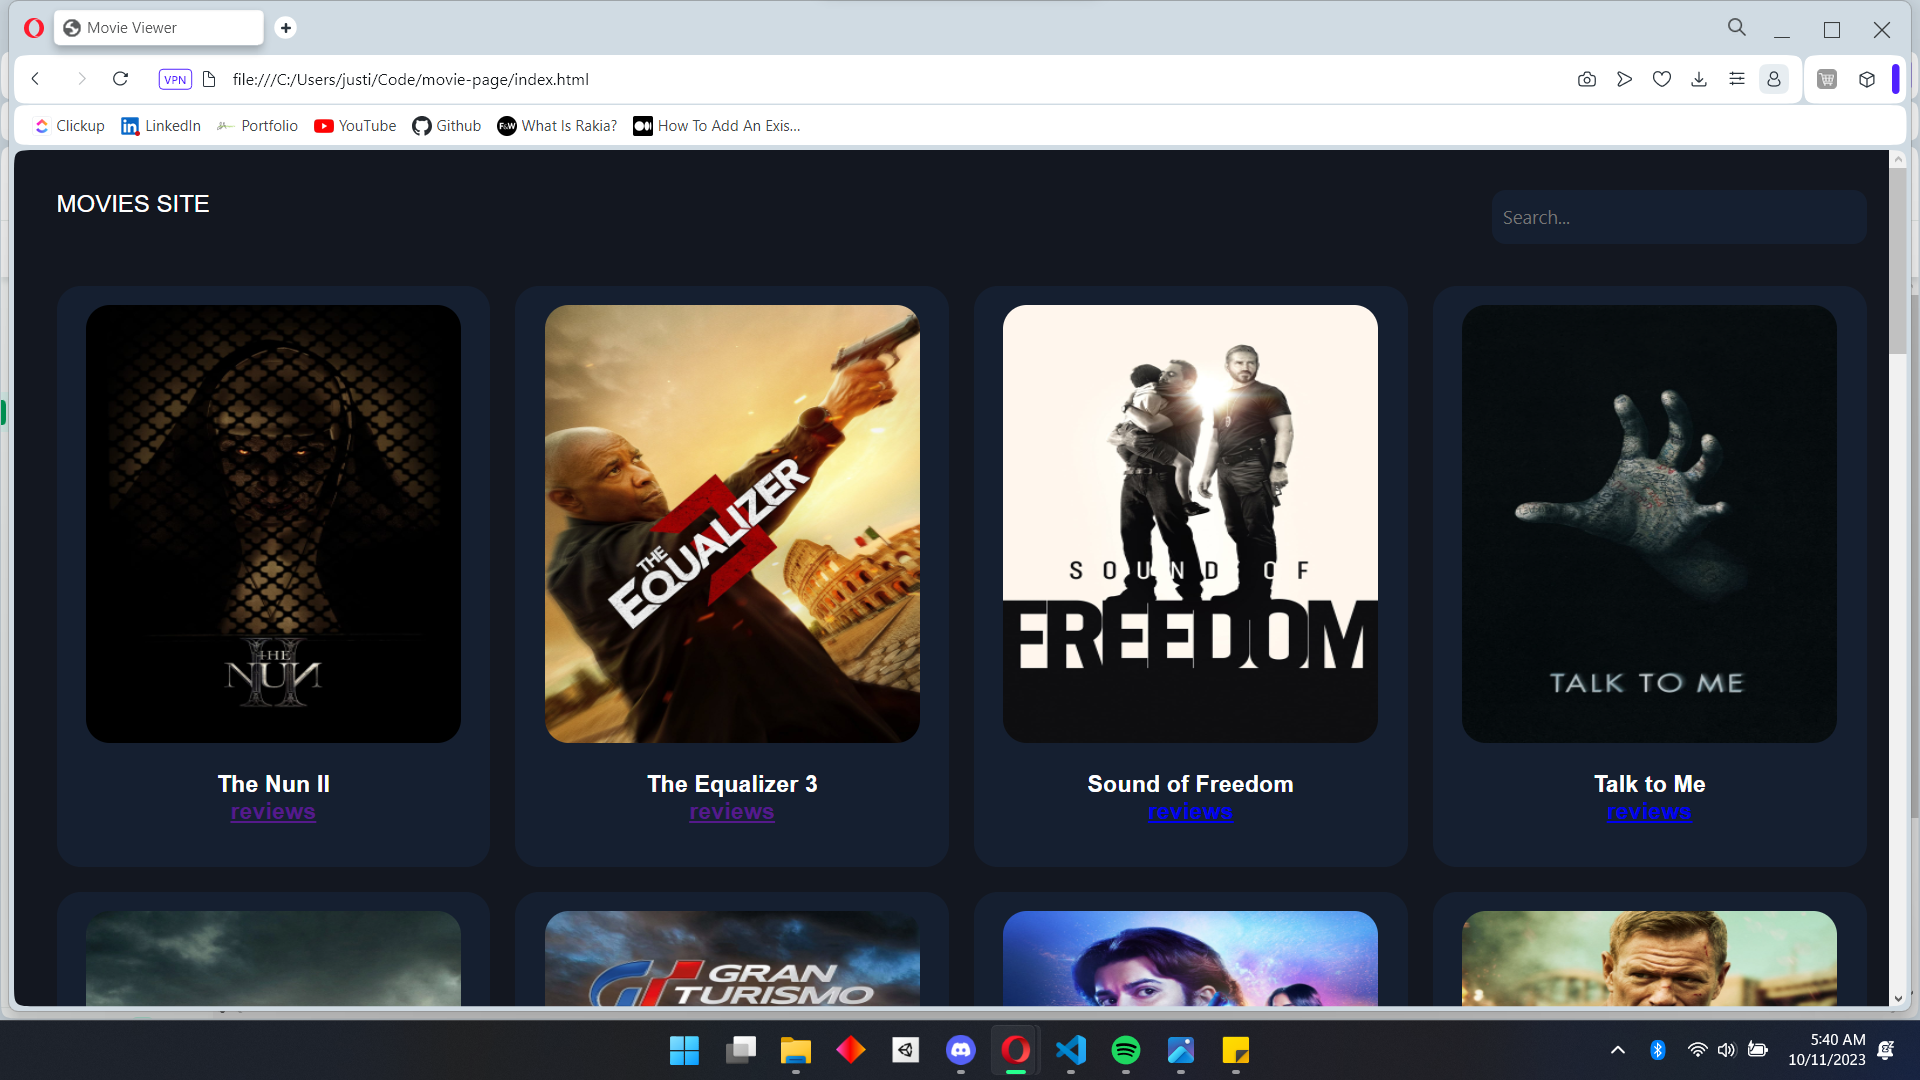 Movie Viewer
VPN file:///C:/Users/justi/Code/movie-page/index.html
Clickup LinkedIn Portfolio YouTube Github What Is Rakia? How To Add An Exis...
MOVIES SITE
Search...
THE
NUN
II
THE
EQUALIZER
3
SOUND OF
FREEDOM
TALK TO ME
The Nun II
reviews
The Equalizer 3
reviews
Sound of Freedom
reviews
Talk to Me
reviews
GRAN
TURISMO
5:40 AM
10/11/2023